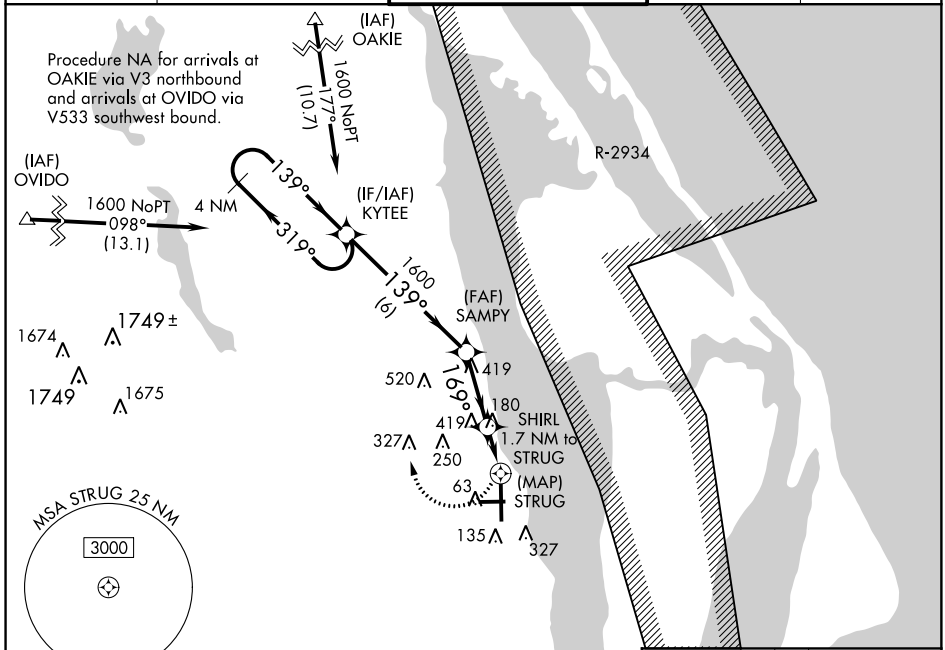 (IAF)
OAKIE
Procedure NA for arrivals at
OAKIE via V3 northbound
and arrivals at OVIDO via
V533 southwest bound.
1600 NoPT
177°
(10.7)
R-2934
(IAF)
OVIDO
1600 NoPT
098°
(13.1)
4 NM
139°
319°
(IF/IAF)
KYTEE
1600
139°
(6)
(FAF)
SAMPY
1674
1749±
1749
1675
520
419
169°
180
419
SHIRL
1.7 NM to
STRUG
327
250
63
(MAP)
STRUG
135
327
MSA STRUG 25 NM
3000